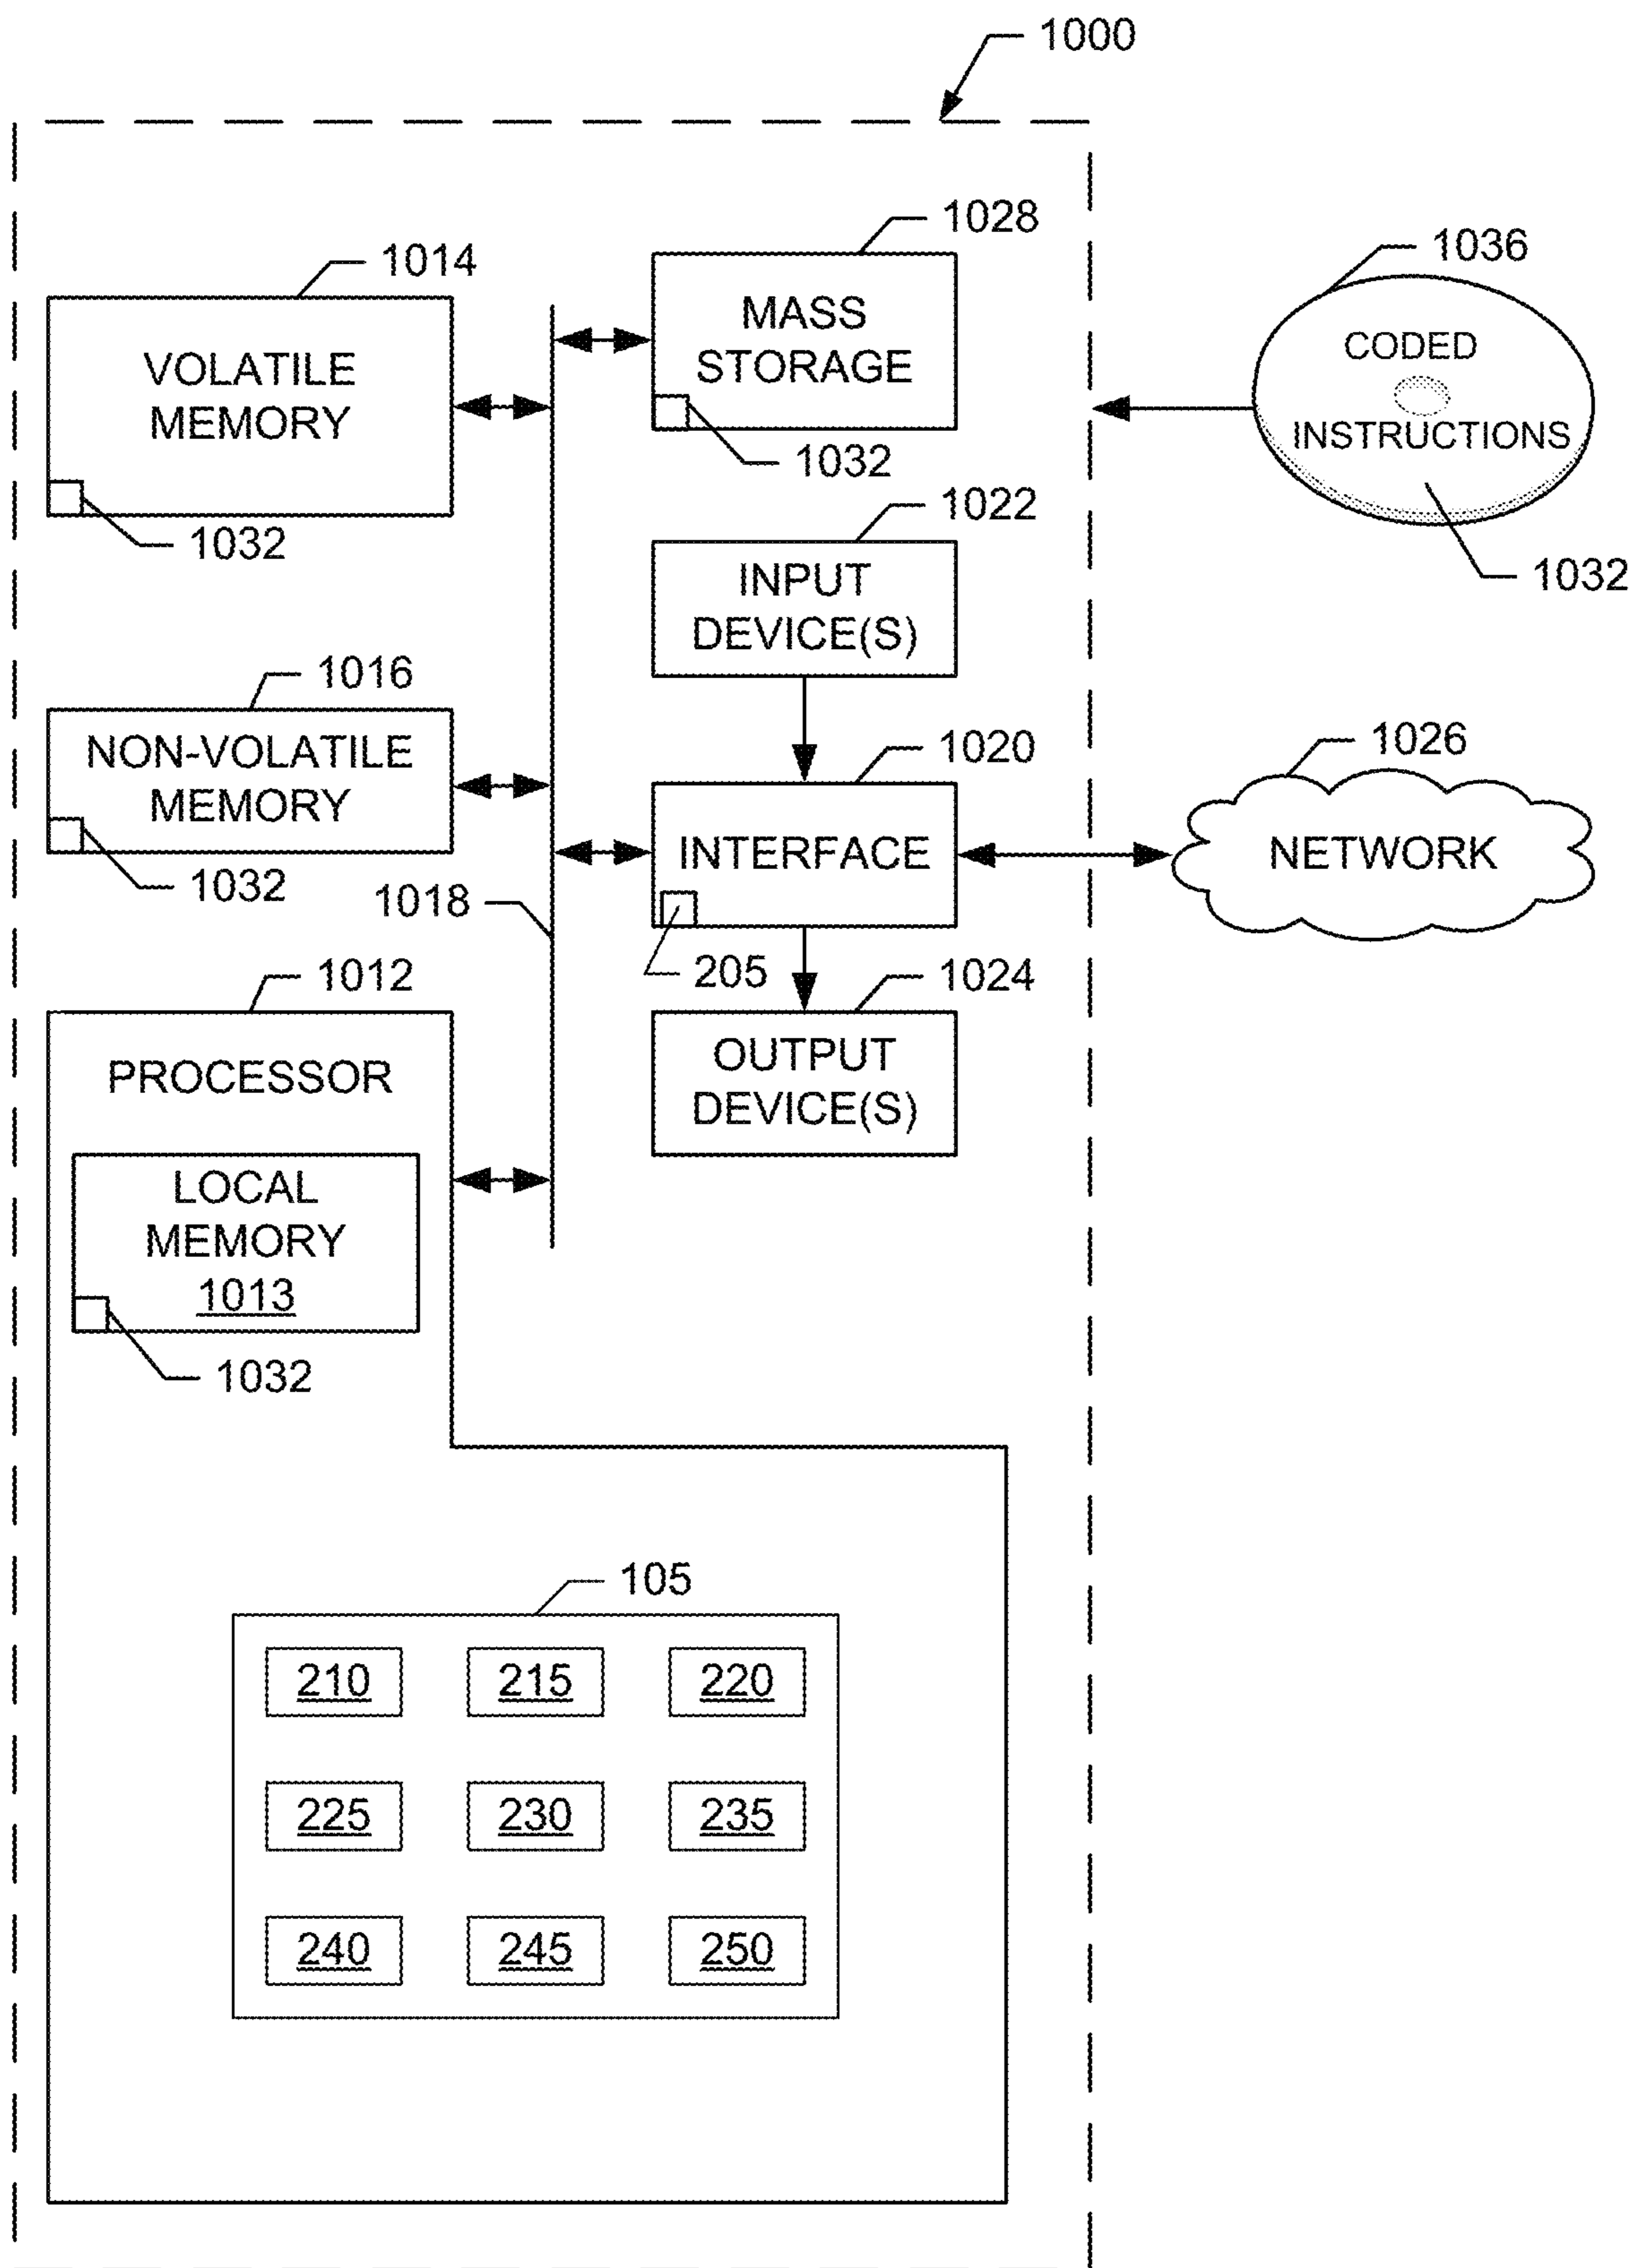 1000
1028
1014
1036
MASS
STORAGE
VOLATILE
MEMORY
CODED
INSTRUCTIONS
1032
1032
1022
1032
INPUT
DEVICE(S)
1016
1020
1026
NON-VOLATILE
MEMORY
INTERFACE
NETWORK
1032
1018
205
1012
1024
PROCESSOR
OUTPUT
DEVICE(S)
LOCAL
MEMORY
1013
1032
105
210 215 220
225 230 235
240 245 250